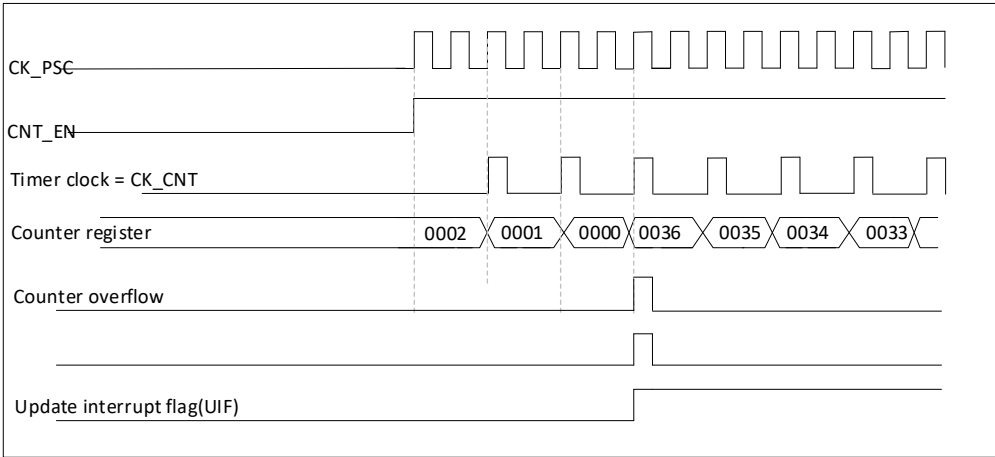 CK_PSC
CNT_EN
Timer clock = CK_CNT
Counter register 0002 0001 0000 0036 0035 0034 0033
Counter overflow
Update interrupt flag(UIF)